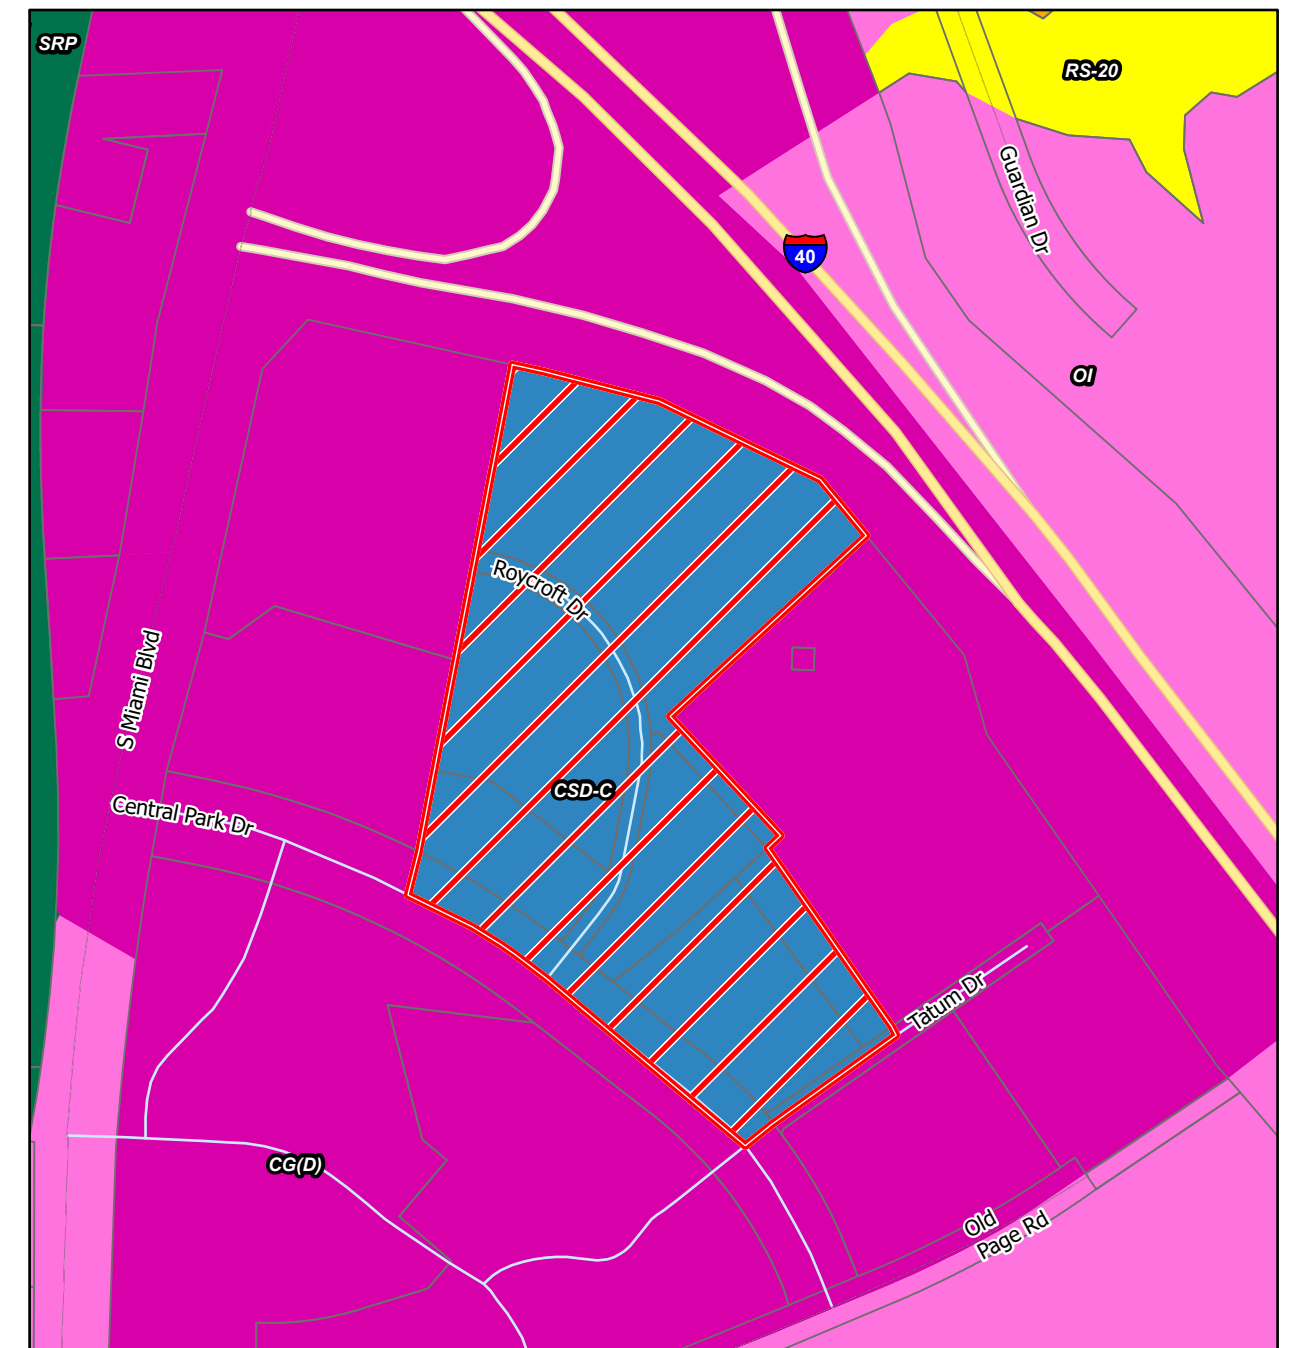 SRP
RS-20
Guardian Dr
40
OI
Roycroft Dr
S Miami Blvd
CSD-C
Central Park Dr
Tatum Dr
CG(D)
Old
Page Rd